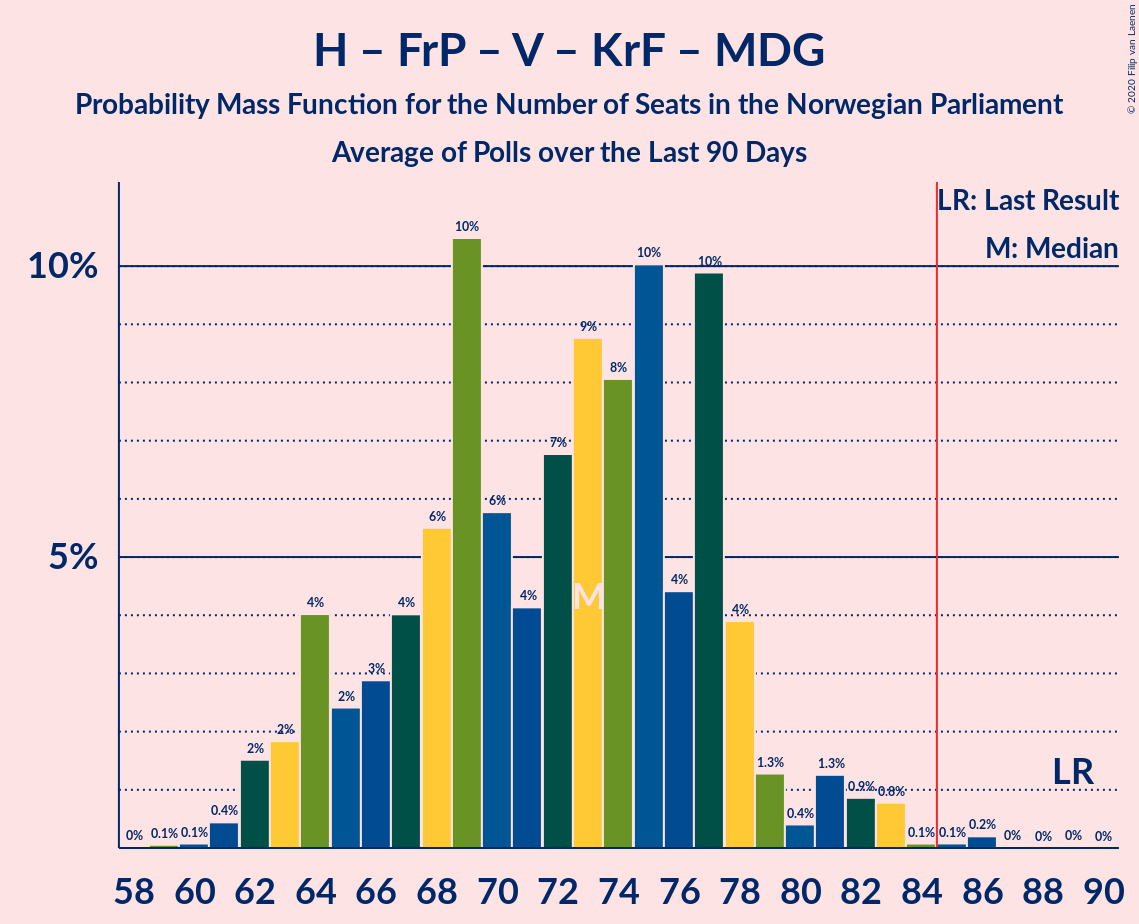 H – FrP – V – KrF – MDG
Probability Mass Function for the Number of Seats in the Norwegian Parliament
Average of Polls over the Last 90 Days
© 2020 Filip van Laenen
LR: Last Result
M: Median
10%
5%
0% 0.1% 0.1% 0.4% 2% 2% 4% 2% 3% 4% 6% 10% 6% 4% 7% 9% 8% 10% 4% 10% 4% 1.3% 0.4% 1.3% 0.9% 0.8% 0.1% 0.1% 0.2% 0% 0% 0% 0%
M
LR
58 60 62 64 66 68 70 72 74 76 78 80 82 84 86 88 90